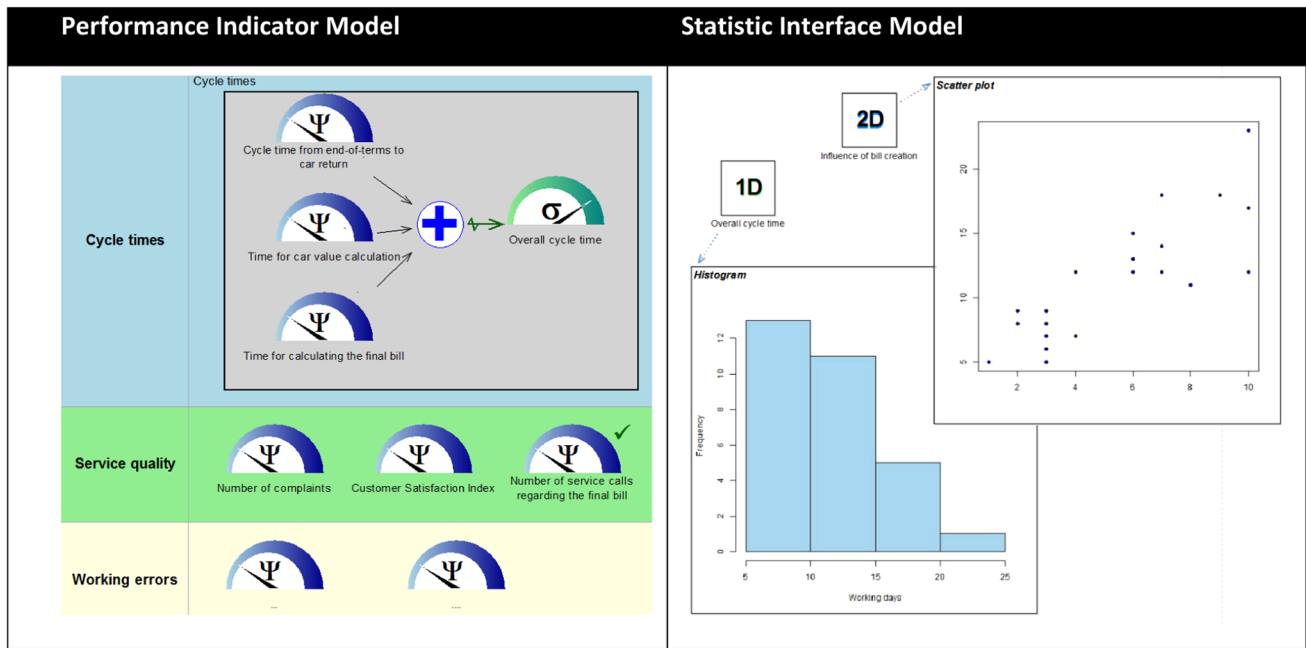 Performance Indicator Model
Statistic Interface Model
Cycle times
Cycle times
Ψ
Cycle time from end-of-terms to
car return
Ψ
Time for car value calculation
Ψ
Time for calculating the final bill
σ
Overall cycle time
Service quality
Ψ
Number of complaints
Ψ
Customer Satisfaction Index
Ψ
Number of service calls
regarding the final bill
Working errors
Ψ
...
Ψ
....
2D
Influence of bill creation
1D
Overall cycle time
Scatter plot
20
15
10
5
2 4 6 8 10
Histogram
Frequency
12
10
8
6
4
2
0
5 10 15 20 25
Working days